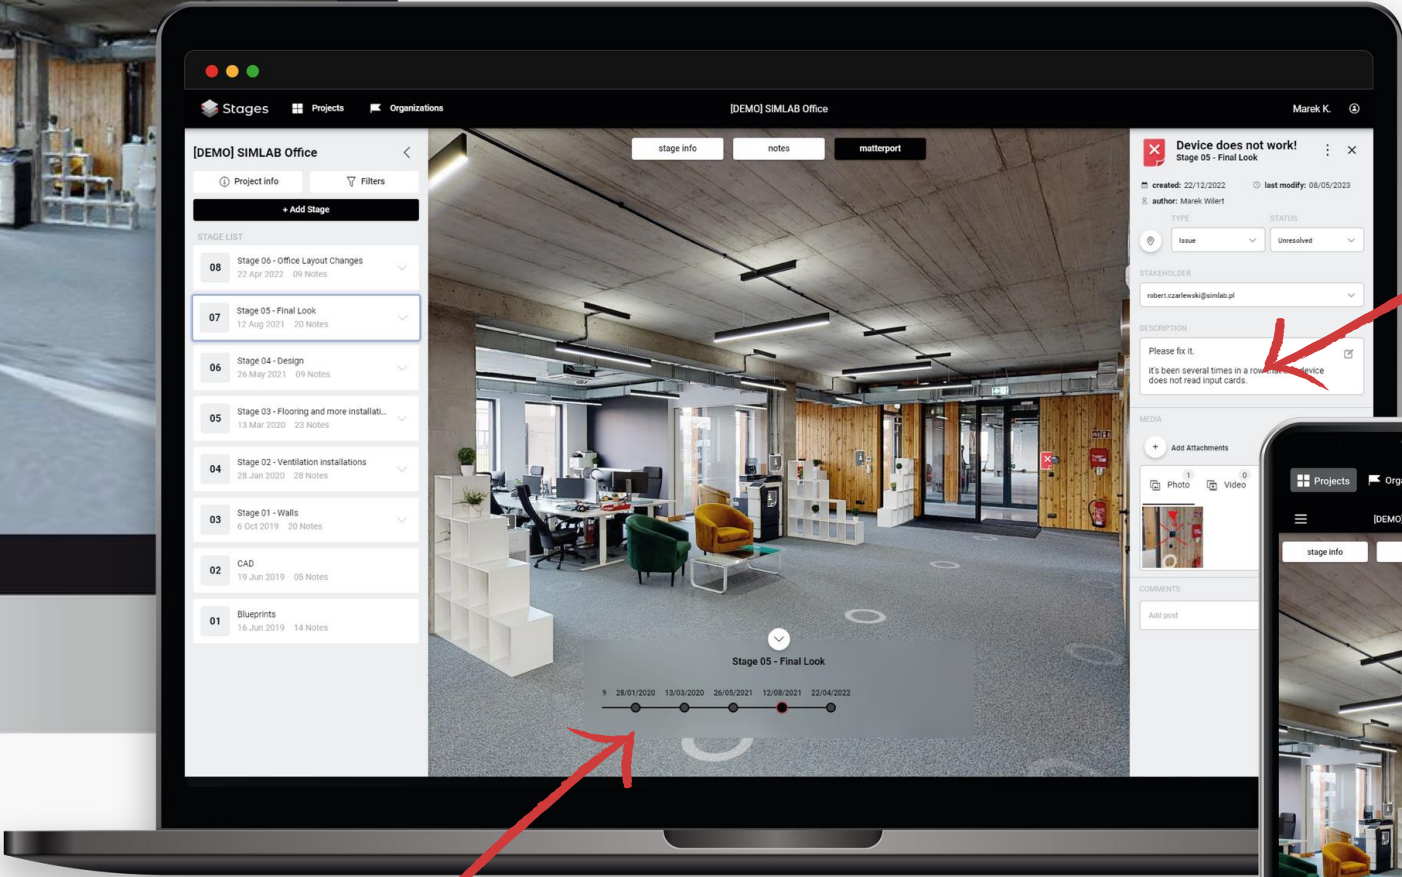 Stages
Projects
Organizations
[DEMO] SIMLAB Office
Marek K.
[DEMO] SIMLAB Office
Project info
Filters
+ Add Stage
STAGE LIST
08
Stage 06 - Office Layout Changes
22 Apr 2022 09 Notes
07
Stage 05 - Final Look
12 Aug 2021 20 Notes
06
Stage 04 - Design
26 May 2021 09 Notes
05
Stage 03 - Flooring and more installati...
13 Mar 2020 23 Notes
04
Stage 02 - Ventilation installations
28 Jan 2020 28 Notes
03
Stage 01 - Walls
6 Oct 2019 20 Notes
02
CAD
19 Jun 2019 05 Notes
01
Blueprints
16 Jun 2019 14 Notes
stage info
notes
matterport
Stage 05 - Final Look
9 28/01/2020 13/03/2020 26/05/2021 12/08/2021 22/04/2022
Device does not work!
Stage 05 - Final Look
created: 22/12/2022 last modify: 08/05/2023
author: Marek Wilert
TYPE STATUS
Issue Unresolved
STAKEHOLDER
robert.czarlewski@simlab.pl
DESCRIPTION
Please fix it.
it's been several times in a row device
does not read input cards.
MEDIA
+ Add Attachments
1 0
Photo Video
COMMENTS
Add post
Projects
Orga
[DEMO]
stage info